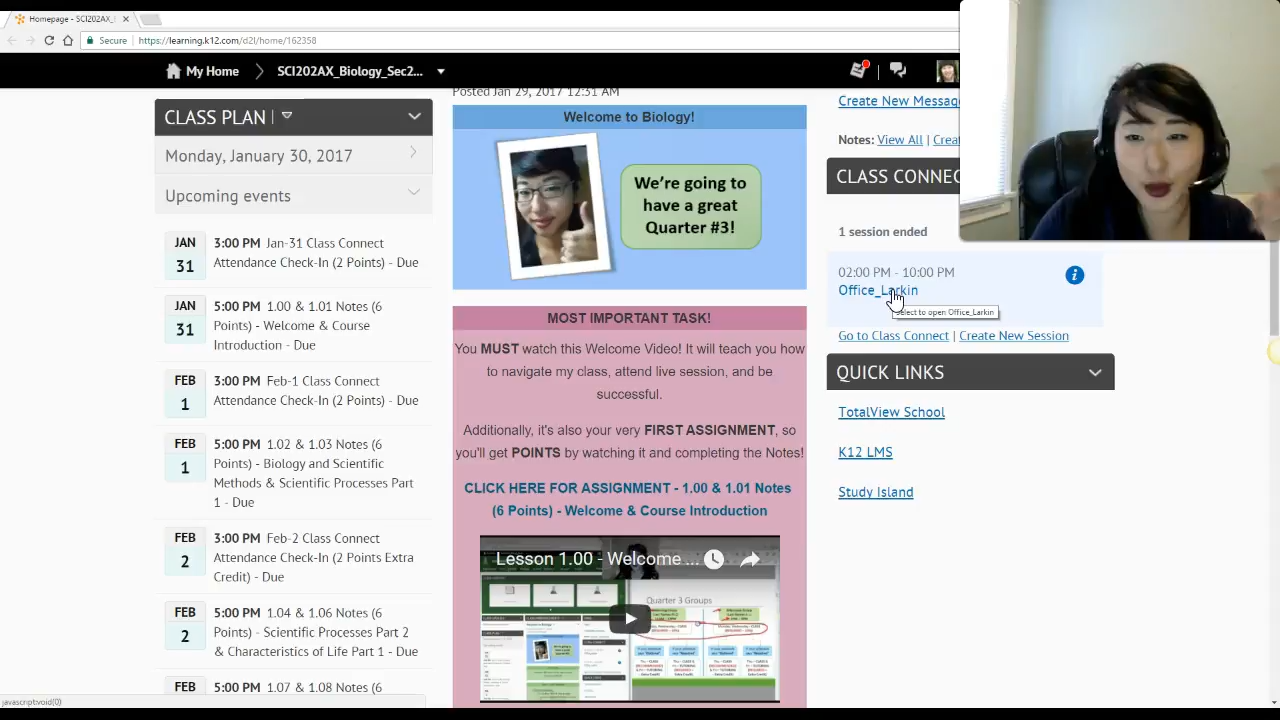 Homepage - SCI202AX_
Secure
https://learning.k12.com/d2l/home/162358
My Home
SCI202AX_Biology_Sec2...
CLASS PLAN
Monday, January 30, 2017
Upcoming events
JAN
31
3:00 PM Jan-31 Class Connect
Attendance Check-In (2 Points) - Due
JAN
31
5:00 PM 1.00 & 1.01 Notes (6
Points) - Welcome & Course
Introduction - Due
FEB
1
3:00 PM Feb-1 Class Connect
Attendance Check-In (2 Points) - Due
FEB
1
5:00 PM 1.02 & 1.03 Notes (6
Points) - Biology and Scientific
Methods & Scientific Processes Part
1 - Due
FEB
2
3:00 PM Feb-2 Class Connect
Attendance Check-In (2 Points Extra
Credit) - Due
FEB
2
5:00 PM 1.04 & 1.06 Notes (6
Points) - Scientific Processes Part
& Characteristics of Life Part 1 - Due
FEB
5:00 PM
Notes (6
javascript:void(0)
Posted Jan 29, 2017 12:31 AM
Welcome to Biology!
We're going to
have a great
Quarter #3!
MOST IMPORTANT TASK!
You MUST watch this Welcome Video! It will teach you how
to navigate my class, attend live session, and be
successful.
Additionally, it's also your very FIRST ASSIGNMENT, so
you'll get POINTS by watching it and completing the Notes!
CLICK HERE FOR ASSIGNMENT - 1.00 & 1.01 Notes
(6 Points) - Welcome & Course Introduction
Lesson 1.00 - Welcome ...
Quarter 3 Groups
Create New Messag
Notes: View All | Crea
CLASS CONNEC
1 session ended
02:00 PM - 10:00 PM
Office_Larkin
Select to open Office_Larkin
Go to Class Connect | Create New Session
QUICK LINKS
TotalView School
K12 LMS
Study Island